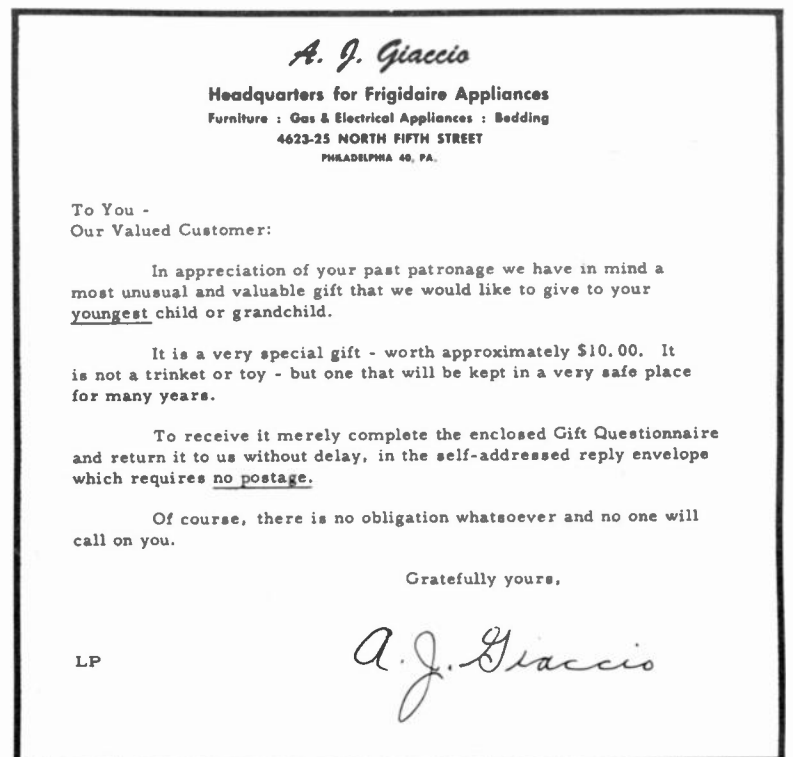 A. J. Giaccio
Headquarters for Frigidaire Appliances
Furniture : Gas & Electrical Appliances : Bedding
4623-25 NORTH FIFTH STREET
PHILADELPHIA 40, PA.
To You -
Our Valued Customer:
In appreciation of your past patronage we have in mind a
most unusual and valuable gift that we would like to give to your
youngest child or grandchild.
It is a very special gift - worth approximately $10.00. It
is not a trinket or toy - but one that will be kept in a very safe place
for many years.
To receive it merely complete the enclosed Gift Questionnaire
and return it to us without delay, in the self-addressed reply envelope
which requires no postage.
Of course, there is no obligation whatsoever and no one will
call on you.
Gratefully yours,
A. J. Giaccio
LP